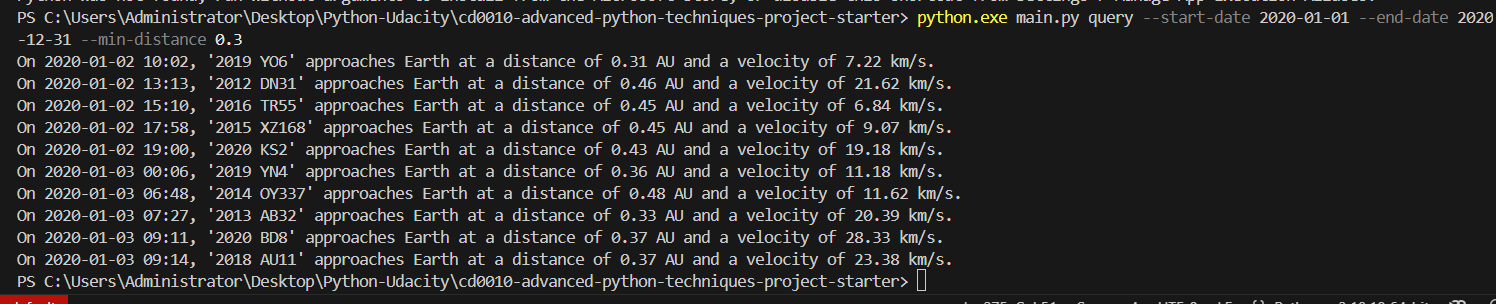 PS C:\Users\Administrator\Desktop\Python-Udacity\cd0010-advanced-python-techniques-project-starter> python.exe main.py query --start-date 2020-01-01 --end-date 2020
-12-31 --min-distance 0.3
On 2020-01-02 10:02, '2019 YO6' approaches Earth at a distance of 0.31 AU and a velocity of 7.22 km/s.
On 2020-01-02 13:13, '2012 DN31' approaches Earth at a distance of 0.46 AU and a velocity of 21.62 km/s.
On 2020-01-02 15:10, '2016 TR55' approaches Earth at a distance of 0.45 AU and a velocity of 6.84 km/s.
On 2020-01-02 17:58, '2015 XZ168' approaches Earth at a distance of 0.45 AU and a velocity of 9.07 km/s.
On 2020-01-02 19:00, '2020 KS2' approaches Earth at a distance of 0.43 AU and a velocity of 19.18 km/s.
On 2020-01-03 00:06, '2019 YN4' approaches Earth at a distance of 0.36 AU and a velocity of 11.18 km/s.
On 2020-01-03 06:48, '2014 OY337' approaches Earth at a distance of 0.48 AU and a velocity of 11.62 km/s.
On 2020-01-03 07:27, '2013 AB32' approaches Earth at a distance of 0.33 AU and a velocity of 20.39 km/s.
On 2020-01-03 09:11, '2020 BD8' approaches Earth at a distance of 0.37 AU and a velocity of 28.33 km/s.
On 2020-01-03 09:14, '2018 AU11' approaches Earth at a distance of 0.37 AU and a velocity of 23.38 km/s.
PS C:\Users\Administrator\Desktop\Python-Udacity\cd0010-advanced-python-techniques-project-starter>